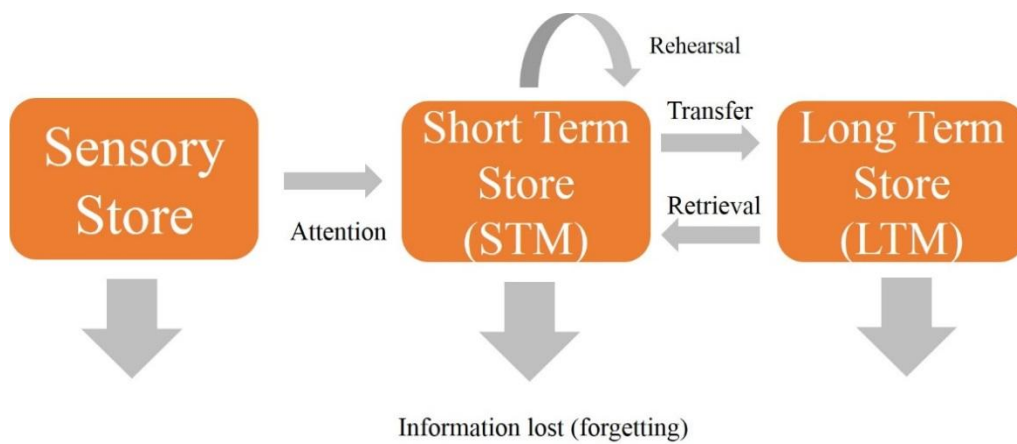 Rehearsal
Sensory
Store
Attention
Short Term
Store
(STM)
Transfer
Retrieval
Long Term
Store
(LTM)
Information lost (forgetting)